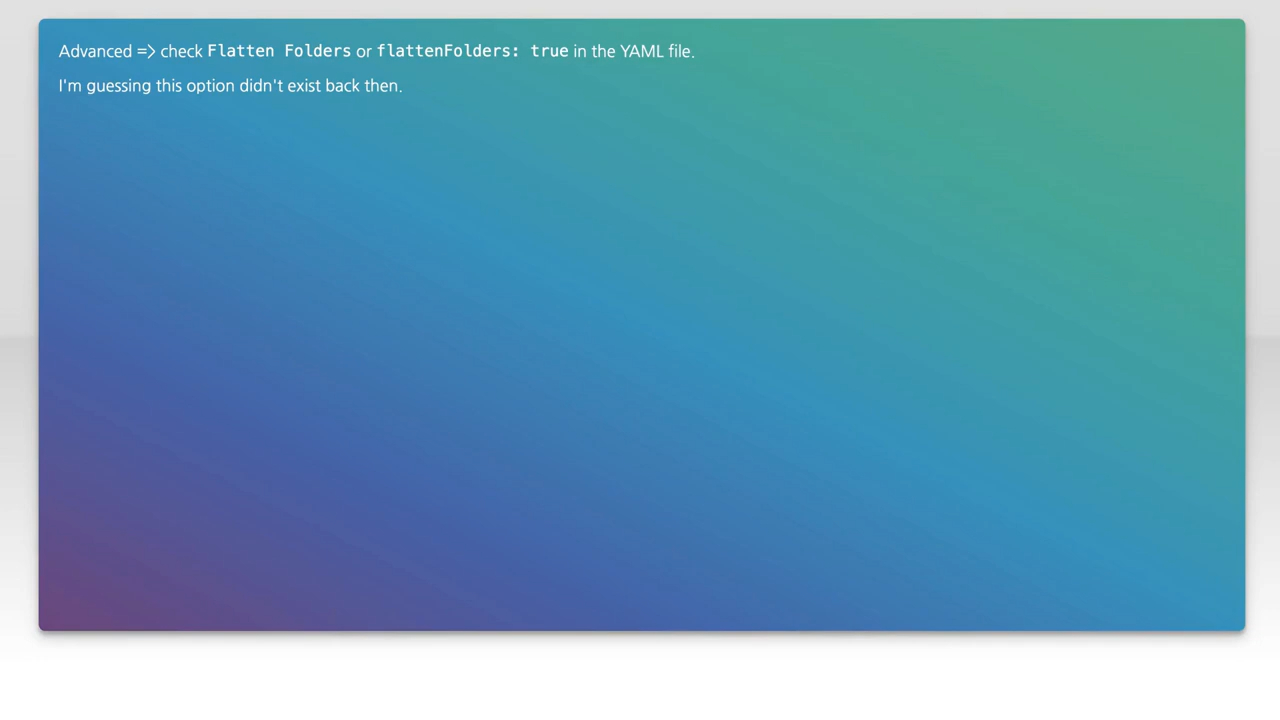 Advanced => check Flatten Folders or flattenFolders: true in the YAML file.
I'm guessing this option didn't exist back then.